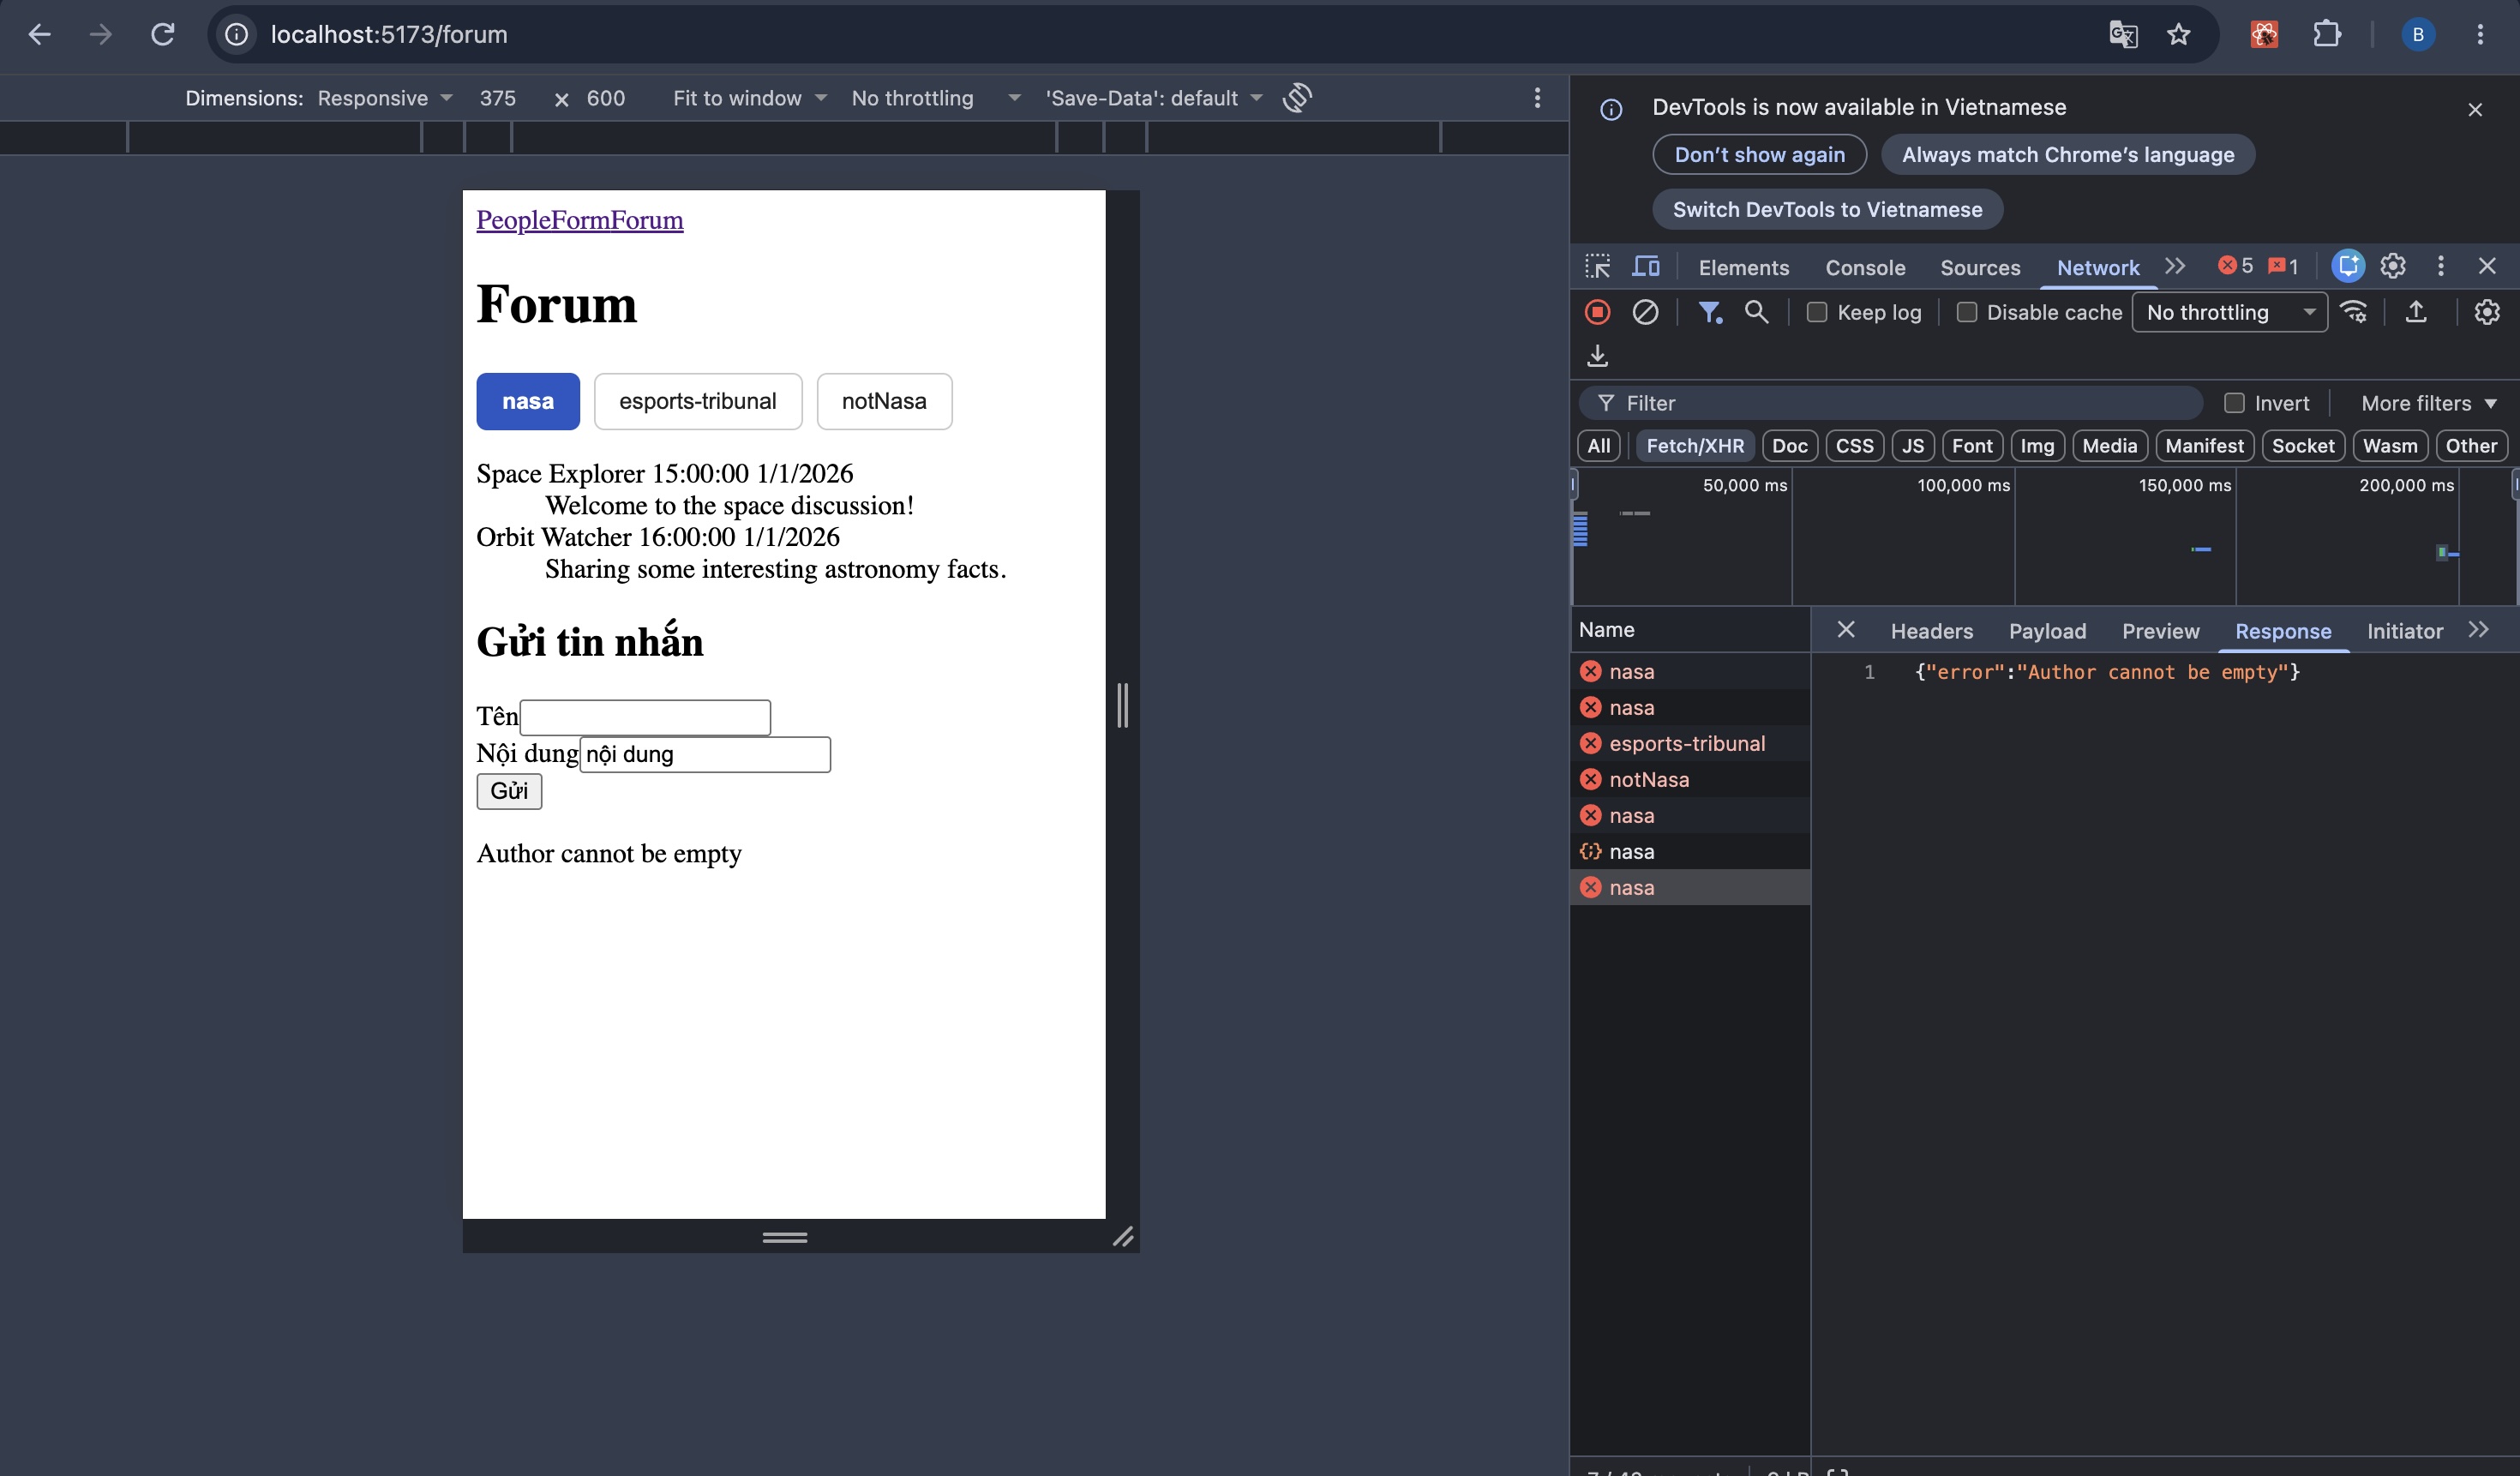 localhost:5173/forum
B
Dimensions: Responsive 375 x 600 Fit to window No throttling 'Save-Data': default
DevTools is now available in Vietnamese
Don't show again Always match Chrome's language
Switch DevTools to Vietnamese
Elements Console Sources Network 5 1
Keep log Disable cache No throttling
Filter Invert More filters
All Fetch/XHR Doc CSS JS Font Img Media Manifest Socket Wasm Other
50,000 ms 100,000 ms 150,000 ms 200,000 ms
Name Headers Payload Preview Response Initiator
nasa
nasa
esports-tribunal
notNasa
nasa
nasa
nasa
1 {"error":"Author cannot be empty"}
PeopleFormForum
Forum
nasa esports-tribunal notNasa
Space Explorer 15:00:00 1/1/2026
Welcome to the space discussion!
Orbit Watcher 16:00:00 1/1/2026
Sharing some interesting astronomy facts.
Gửi tin nhắn
Tên
Nội dung nội dung
Gửi
Author cannot be empty